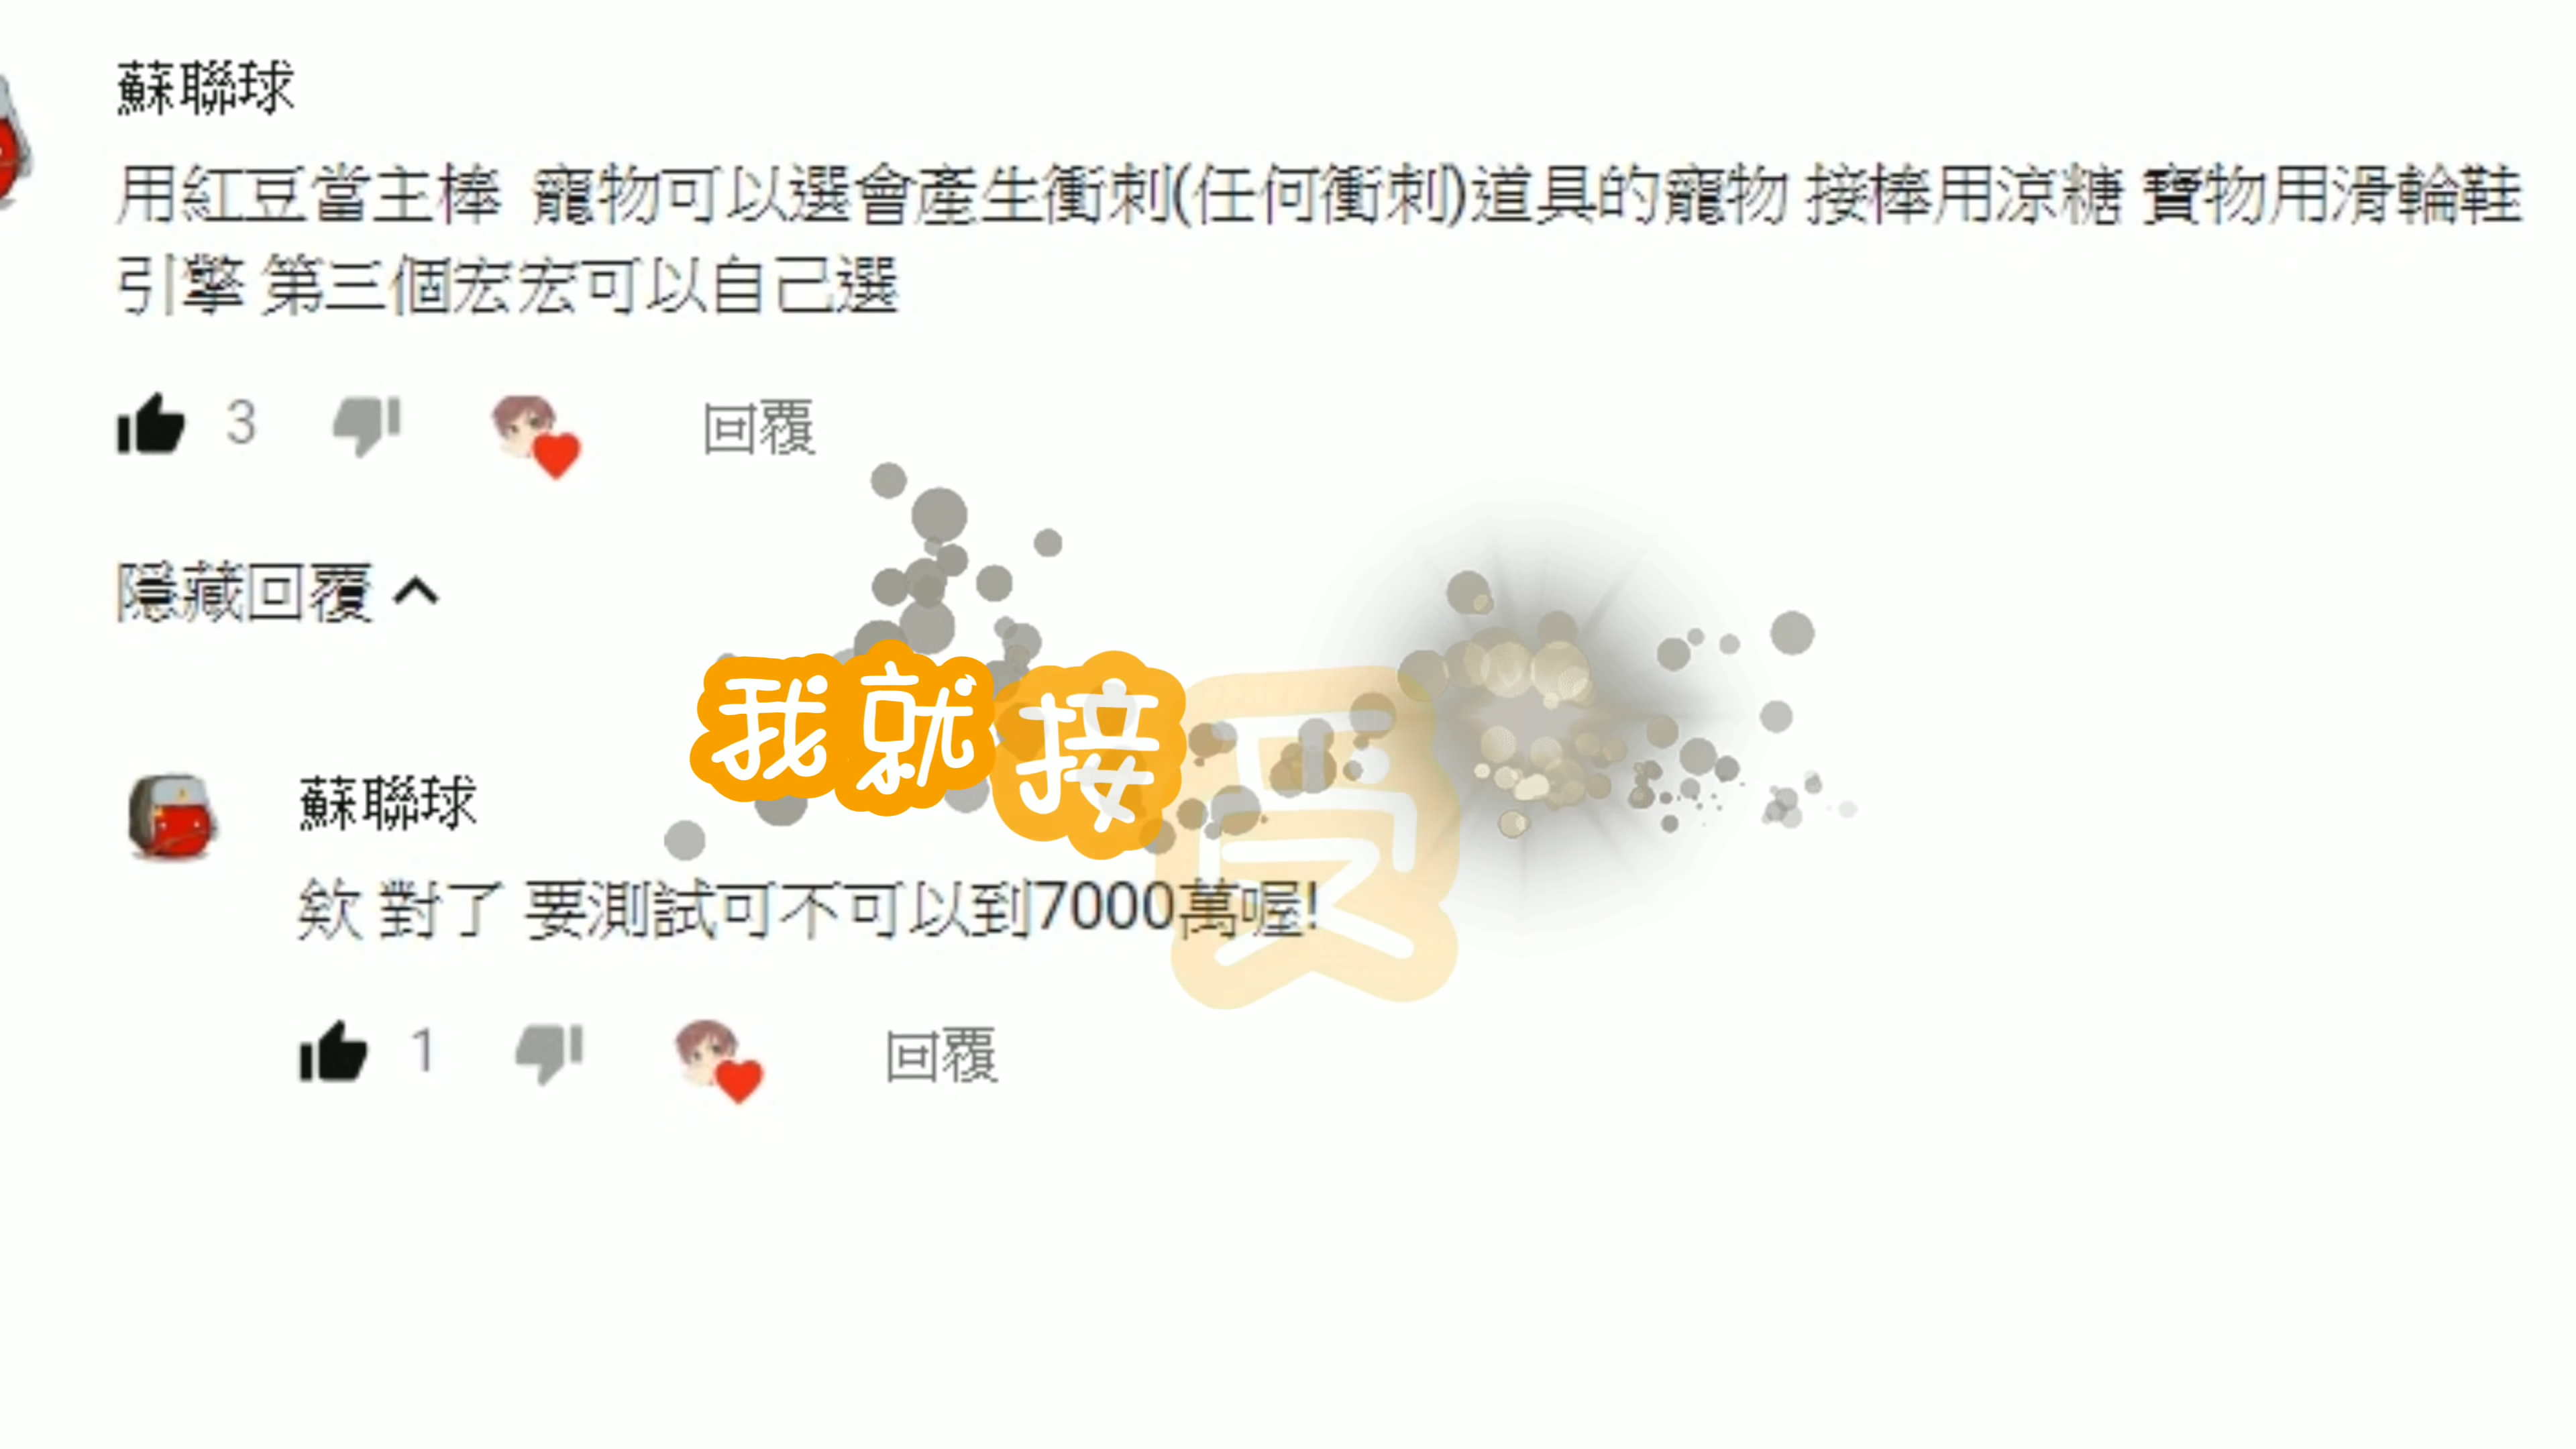 蘇聯球
用紅豆當主棒 寵物可以選會產生衝刺(任何衝刺)道具的寵物 接棒用涼糖 寶物用滑輪鞋
引擎 第三個宏宏可以自己選
3 回覆
隱藏回覆
我就接受
蘇聯球
欸 對了 要測試可不可以到7000萬喔!
1 回覆